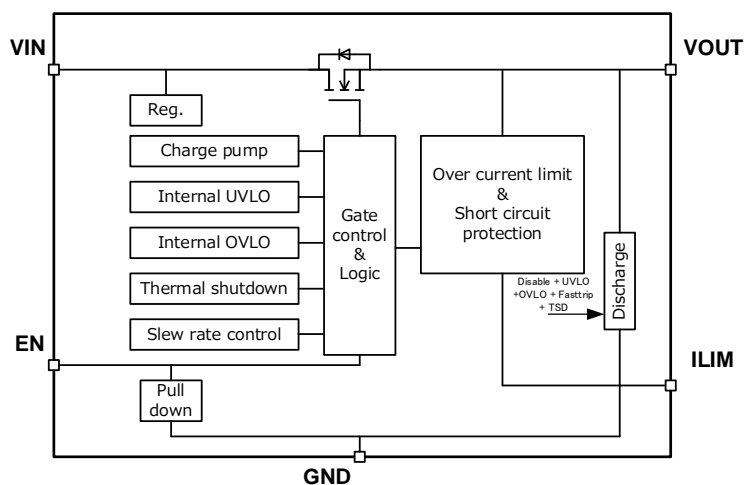 VIN
VOUT
Reg.
Charge pump
Internal UVLO
Internal OVLO
Thermal shutdown
Slew rate control
Gate
control
&
Logic
Over current limit
&
Short circuit
protection
Disable + UVLO
+OVLO + Fasttrip
+ TSD
Discharge
EN
Pull
down
ILIM
GND